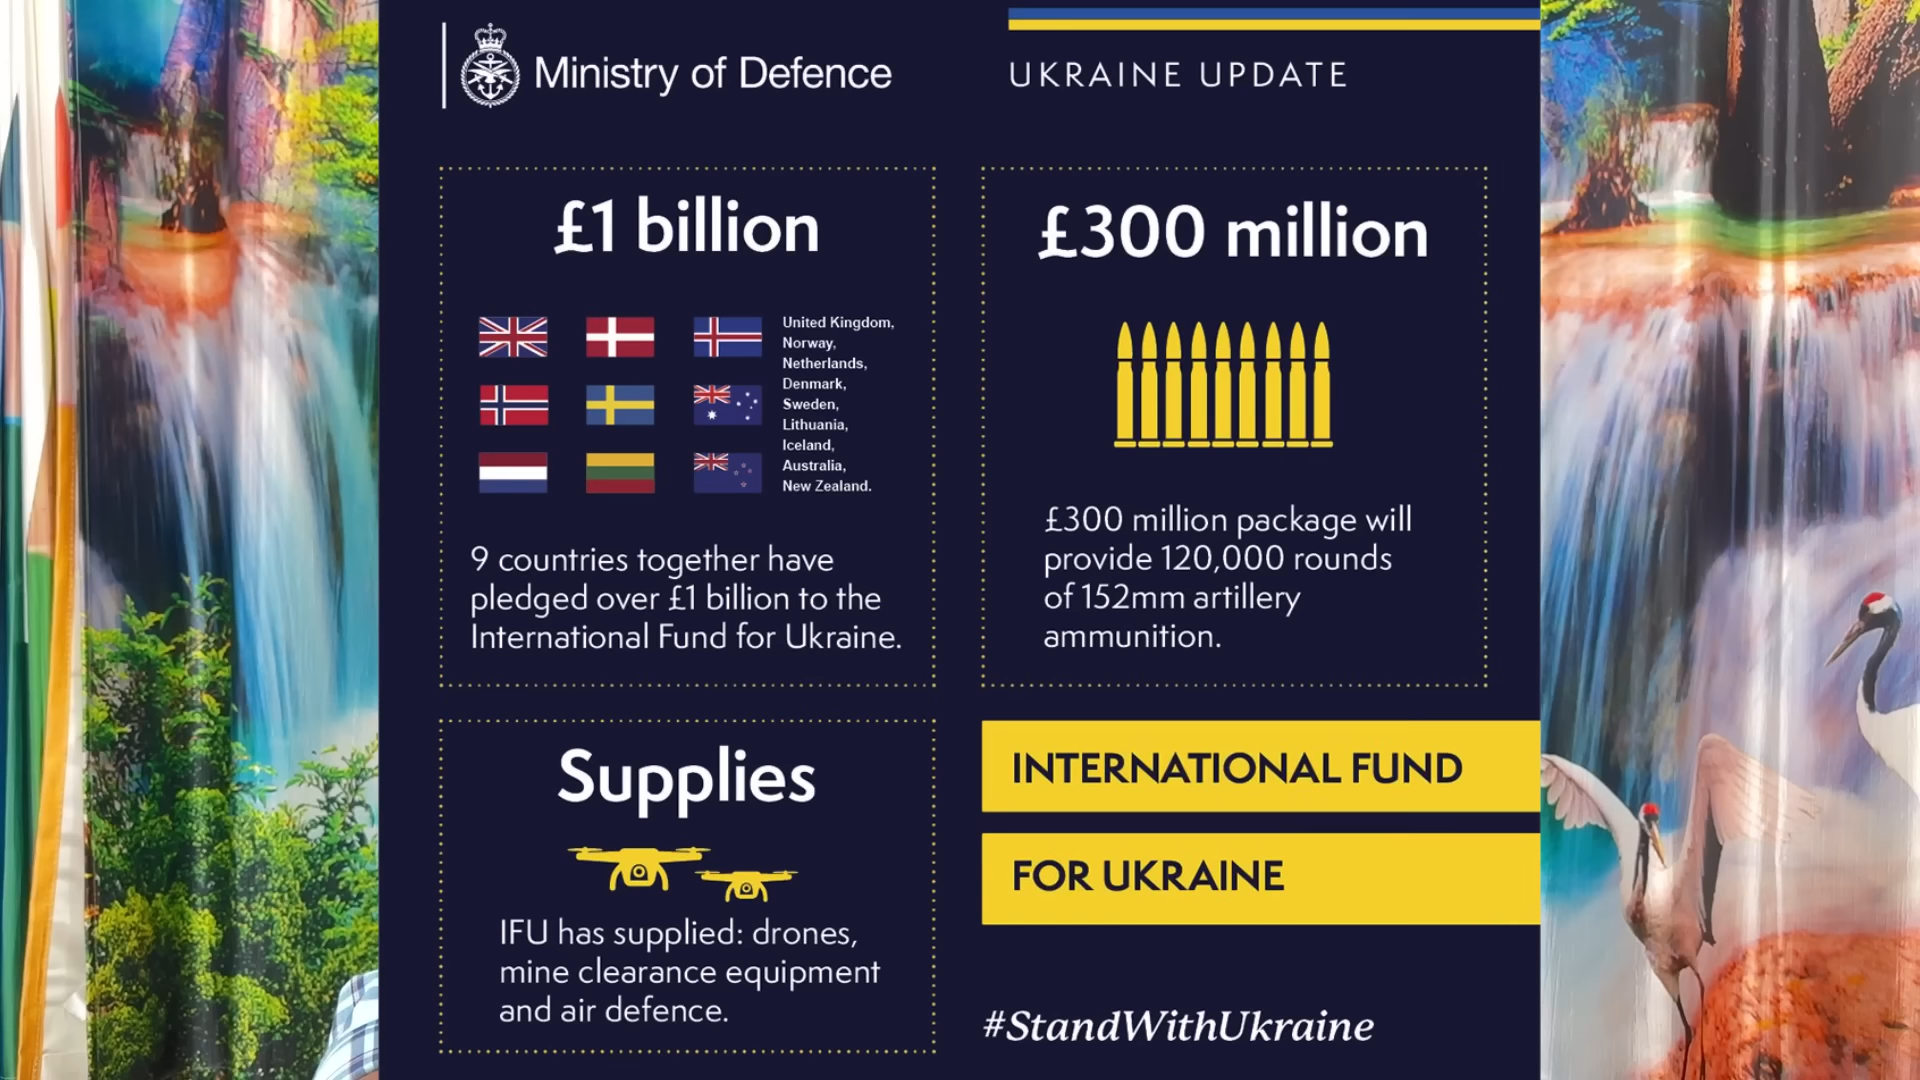 Ministry of Defence
UKRAINE UPDATE
£1 billion
United Kingdom,
Norway,
Netherlands,
Denmark,
Sweden,
Lithuania,
Iceland,
Australia,
New Zealand.
9 countries together have
pledged over £1 billion to the
International Fund for Ukraine.
£300 million
£300 million package will
provide 120,000 rounds
of 152mm artillery
ammunition.
Supplies
IFU has supplied: drones,
mine clearance equipment
and air defence.
INTERNATIONAL FUND
FOR UKRAINE
#StandWithUkraine